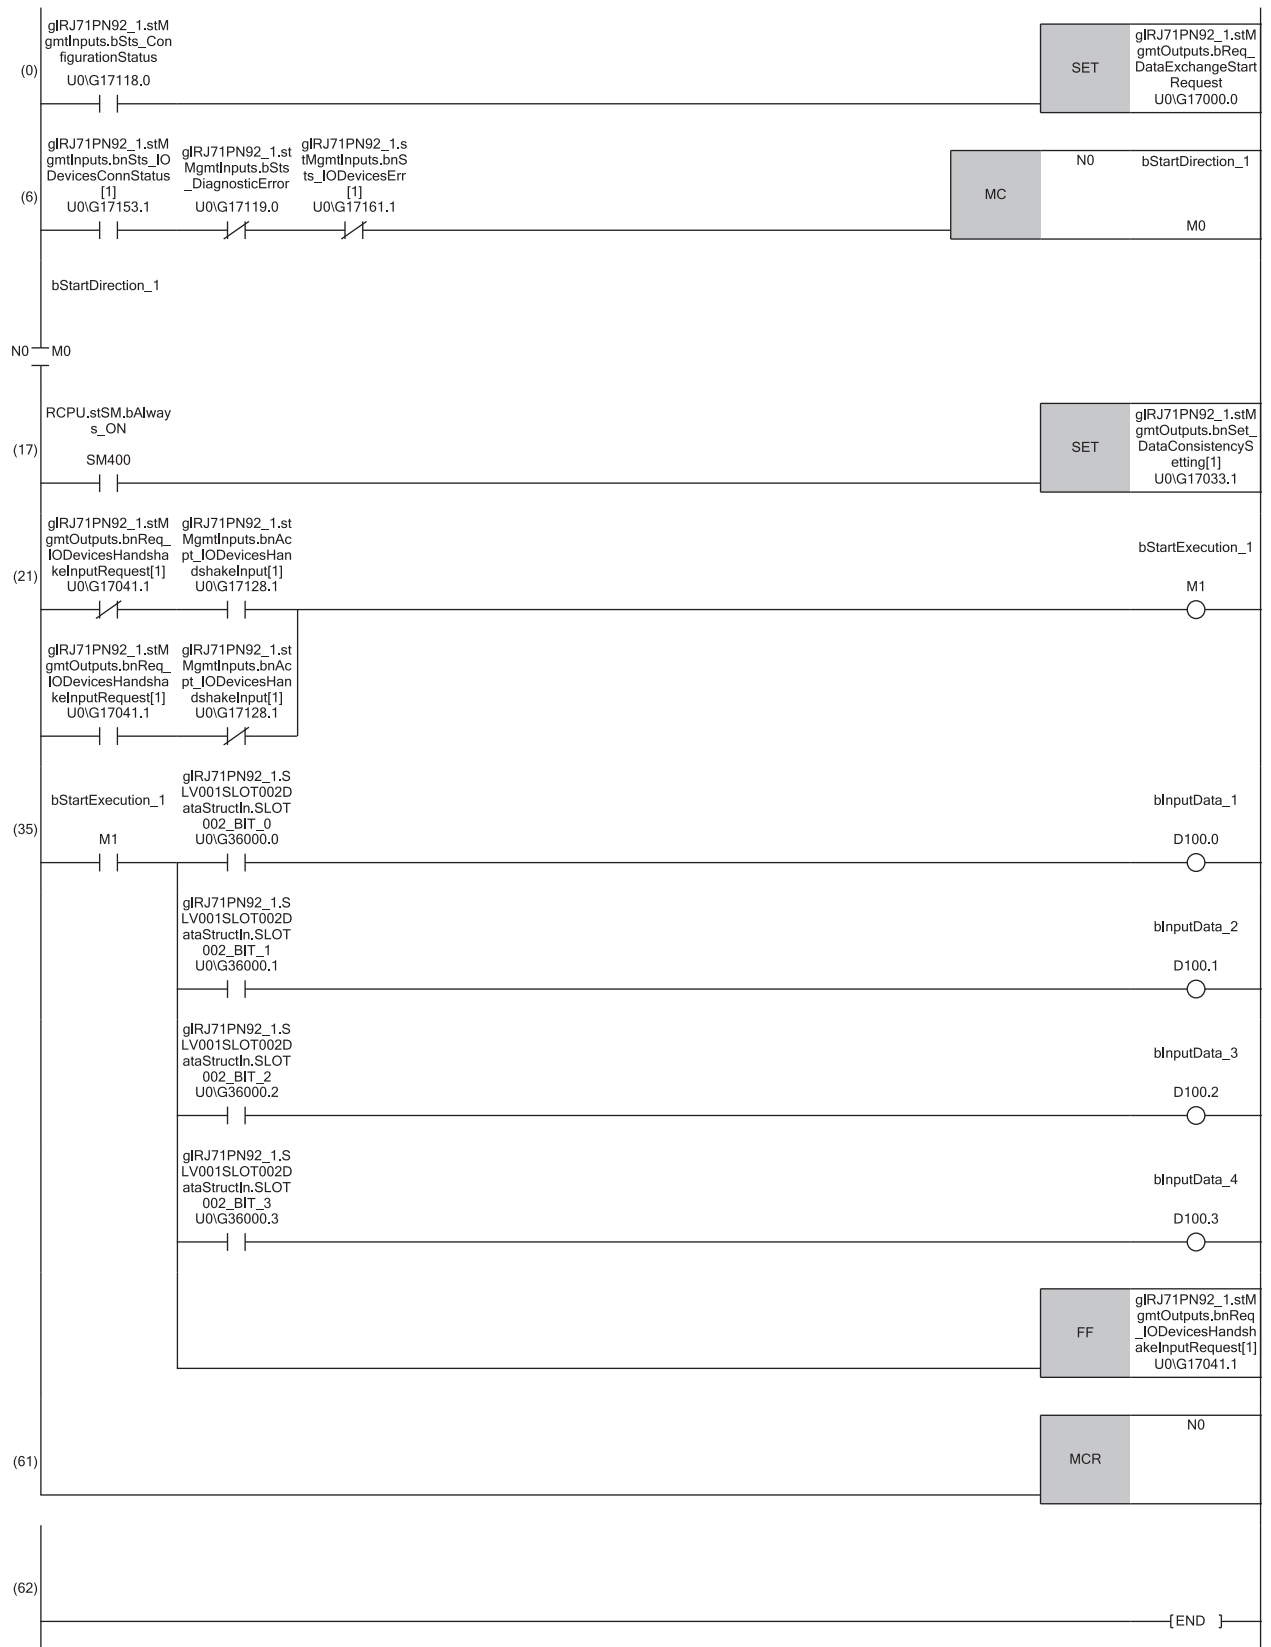 gIRJ71PN92_1.stM
gmtInputs.bSts_Con
figurationStatus
(0)
U0\G17118.0
SET
gIRJ71PN92_1.stM
gmtOutputs.bReq_
DataExchangeStart
Request
U0\G17000.0
gIRJ71PN92_1.stM
gmtInputs.bnSts_IO
DevicesConnStatus
[1]
U0\G17153.1
gIRJ71PN92_1.st
MgmtInputs.bSts
_DiagnosticError
U0\G17119.0
gIRJ71PN92_1.s
tMgmtInputs.bnS
ts_IODevicesErr
[1]
U0\G17161.1
(6)
MC
N0
bStartDirection_1
M0
bStartDirection_1
N0
M0
RCPU.stSM.bAlway
s_ON
(17)
SM400
SET
gIRJ71PN92_1.stM
gmtOutputs.bnSet_
DataConsistencyS
etting[1]
U0\G17033.1
gIRJ71PN92_1.stM
gmtOutputs.bnReq_
IODevicesHandsha
keInputRequest[1]
U0\G17041.1
gIRJ71PN92_1.st
MgmtInputs.bnAc
pt_IODevicesHan
dshakeInput[1]
U0\G17128.1
(21)
bStartExecution_1
M1
gIRJ71PN92_1.stM
gmtOutputs.bnReq_
IODevicesHandsha
keInputRequest[1]
U0\G17041.1
gIRJ71PN92_1.st
MgmtInputs.bnAc
pt_IODevicesHan
dshakeInput[1]
U0\G17128.1
(35)
bStartExecution_1
M1
gIRJ71PN92_1.S
LV001SLOT002D
ataStructIn.SLOT
002_BIT_0
U0\G36000.0
bInputData_1
D100.0
gIRJ71PN92_1.S
LV001SLOT002D
ataStructIn.SLOT
002_BIT_1
U0\G36000.1
bInputData_2
D100.1
gIRJ71PN92_1.S
LV001SLOT002D
ataStructIn.SLOT
002_BIT_2
U0\G36000.2
bInputData_3
D100.2
gIRJ71PN92_1.S
LV001SLOT002D
ataStructIn.SLOT
002_BIT_3
U0\G36000.3
bInputData_4
D100.3
FF
gIRJ71PN92_1.stM
gmtOutputs.bnReq
_IODevicesHandsh
akeInputRequest[1]
U0\G17041.1
(61)
MCR
N0
(62)
[END ]